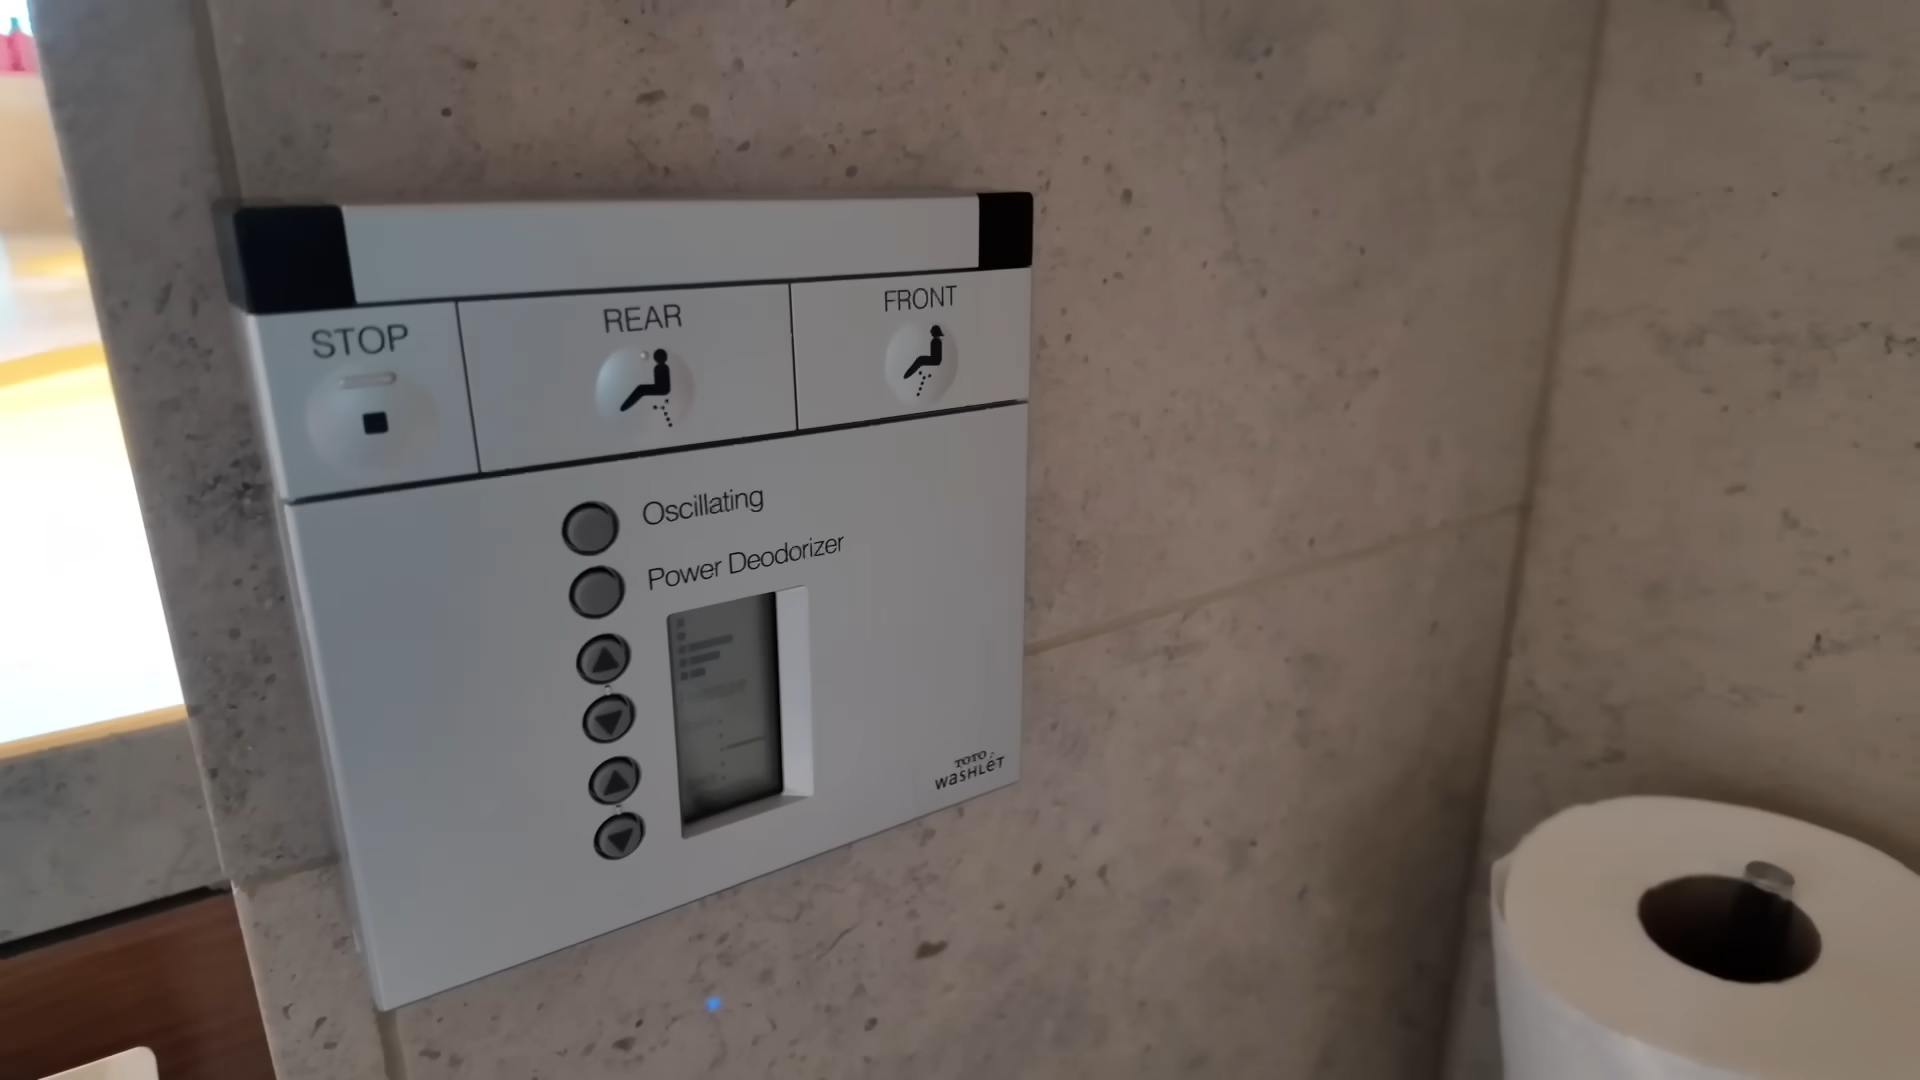 STOP
REAR
FRONT
Oscillating
Power Deodorizer
TOTO
WASHLET